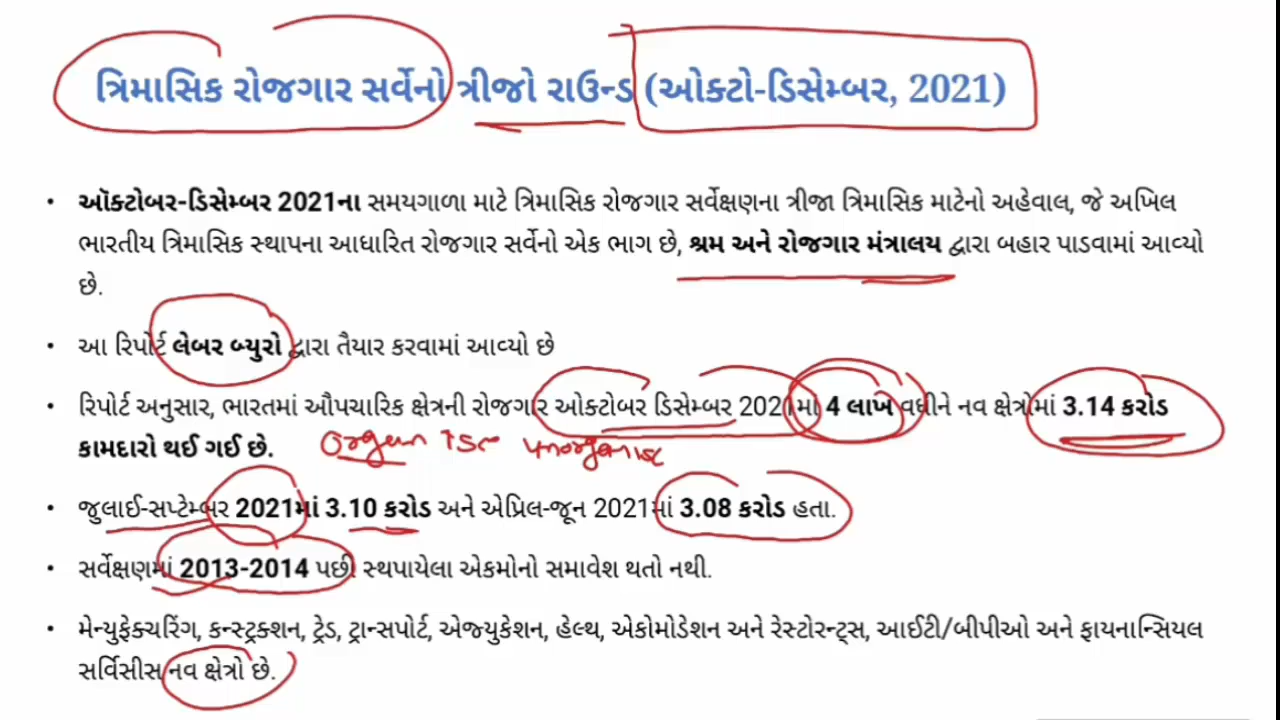 ત્રિમાસિક રોજગાર સર્વેનો ત્રીજો રાઉન્ડ (ઓક્ટો-ડિસેમ્બર, 2021)
• ઑક્ટોબર-ડિસેમ્બર 2021ના સમયગાળા માટે ત્રિમાસિક રોજગાર સર્વેક્ષણના ત્રીજા ત્રિમાસિક માટેનો અહેવાલ, જે અખિલ
ભારતીય ત્રિમાસિક સ્થાપના આધારિત રોજગાર સર્વેનો એક ભાગ છે, શ્રમ અને રોજગાર મંત્રાલય દ્વારા બહાર પાડવામાં આવ્યો
છે.
• આ રિપોર્ટ લેબર બ્યુરો દ્વારા તૈયાર કરવામાં આવ્યો છે
• રિપોર્ટ અનુસાર, ભારતમાં ઔપચારિક ક્ષેત્રની રોજગાર ઓક્ટોબર ડિસેમ્બર 2021માં 4 લાખ વધીને નવ ક્ષેત્રોમાં 3.14 કરોડ
કામદારો થઈ ગઈ છે.
• જુલાઈ-સપ્ટેમ્બર 2021માં 3.10 કરોડ અને એપ્રિલ-જૂન 2021માં 3.08 કરોડ હતા.
• સર્વેક્ષણમાં 2013-2014 પછી સ્થપાયેલા એકમોનો સમાવેશ થતો નથી.
• મેન્યુફેક્ચરિંગ, કન્સ્ટ્રક્શન, ટ્રેડ, ટ્રાન્સપોર્ટ, એજ્યુકેશન, હેલ્થ, એકોમોડેશન અને રેસ્ટોરન્ટ્સ, આઈટી/બીપીઓ અને ફાયનાન્સિયલ
સર્વિસીસ નવ ક્ષેત્રો છે.